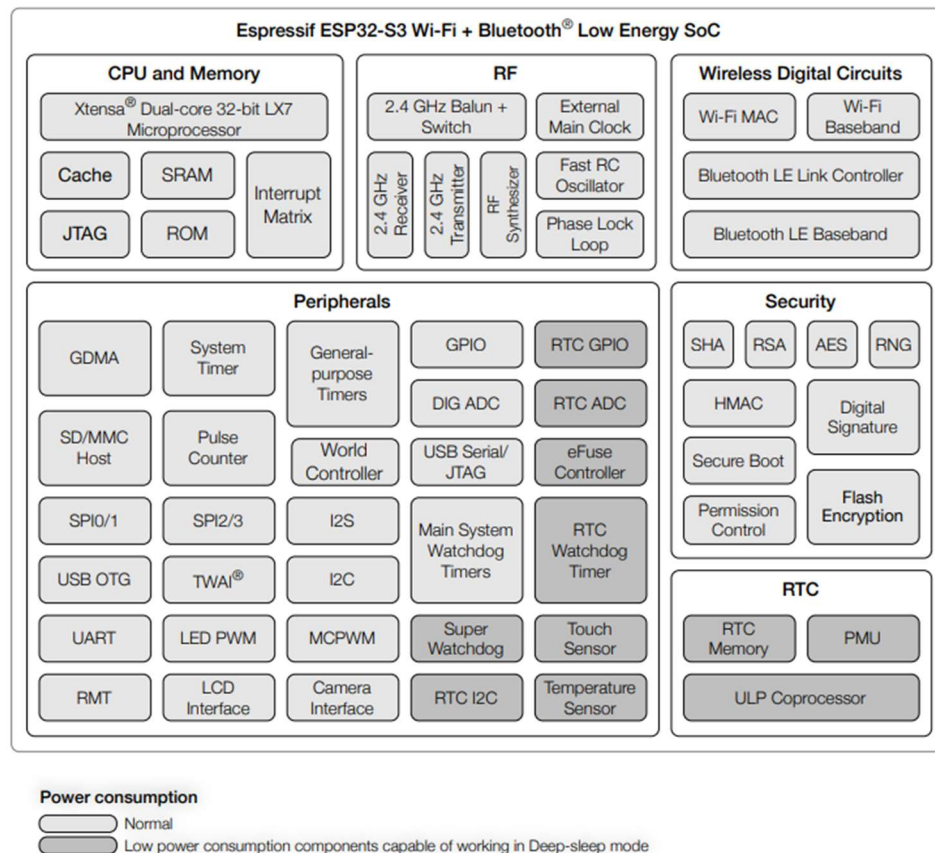 Espressif ESP32-S3 Wi-Fi + Bluetooth® Low Energy SoC
CPU and Memory
Xtensa® Dual-core 32-bit LX7
Microprocessor
Cache
SRAM
Interrupt
Matrix
JTAG
ROM
RF
2.4 GHz Balun +
Switch
External
Main Clock
2.4 GHz
Receiver
2.4 GHz
Transmitter
RF
Synthesizer
Fast RC
Oscillator
Phase Lock
Loop
Wireless Digital Circuits
Wi-Fi MAC
Wi-Fi
Baseband
Bluetooth LE Link Controller
Bluetooth LE Baseband
Peripherals
GDMA
System
Timer
General-
purpose
Timers
GPIO
RTC GPIO
DIG ADC
RTC ADC
SD/MMC
Host
Pulse
Counter
World
Controller
USB Serial/
JTAG
eFuse
Controller
SPI0/1
SPI2/3
I2S
Main System
Watchdog
Timers
RTC
Watchdog
Timer
USB OTG
TWAI®
I2C
UART
LED PWM
MCPWM
Super
Watchdog
Touch
Sensor
RMT
LCD
Interface
Camera
Interface
RTC I2C
Temperature
Sensor
Security
SHA
RSA
AES
RNG
HMAC
Digital
Signature
Secure Boot
Flash
Encryption
Permission
Control
RTC
RTC
Memory
PMU
ULP Coprocessor
Power consumption
Normal
Low power consumption components capable of working in Deep-sleep mode